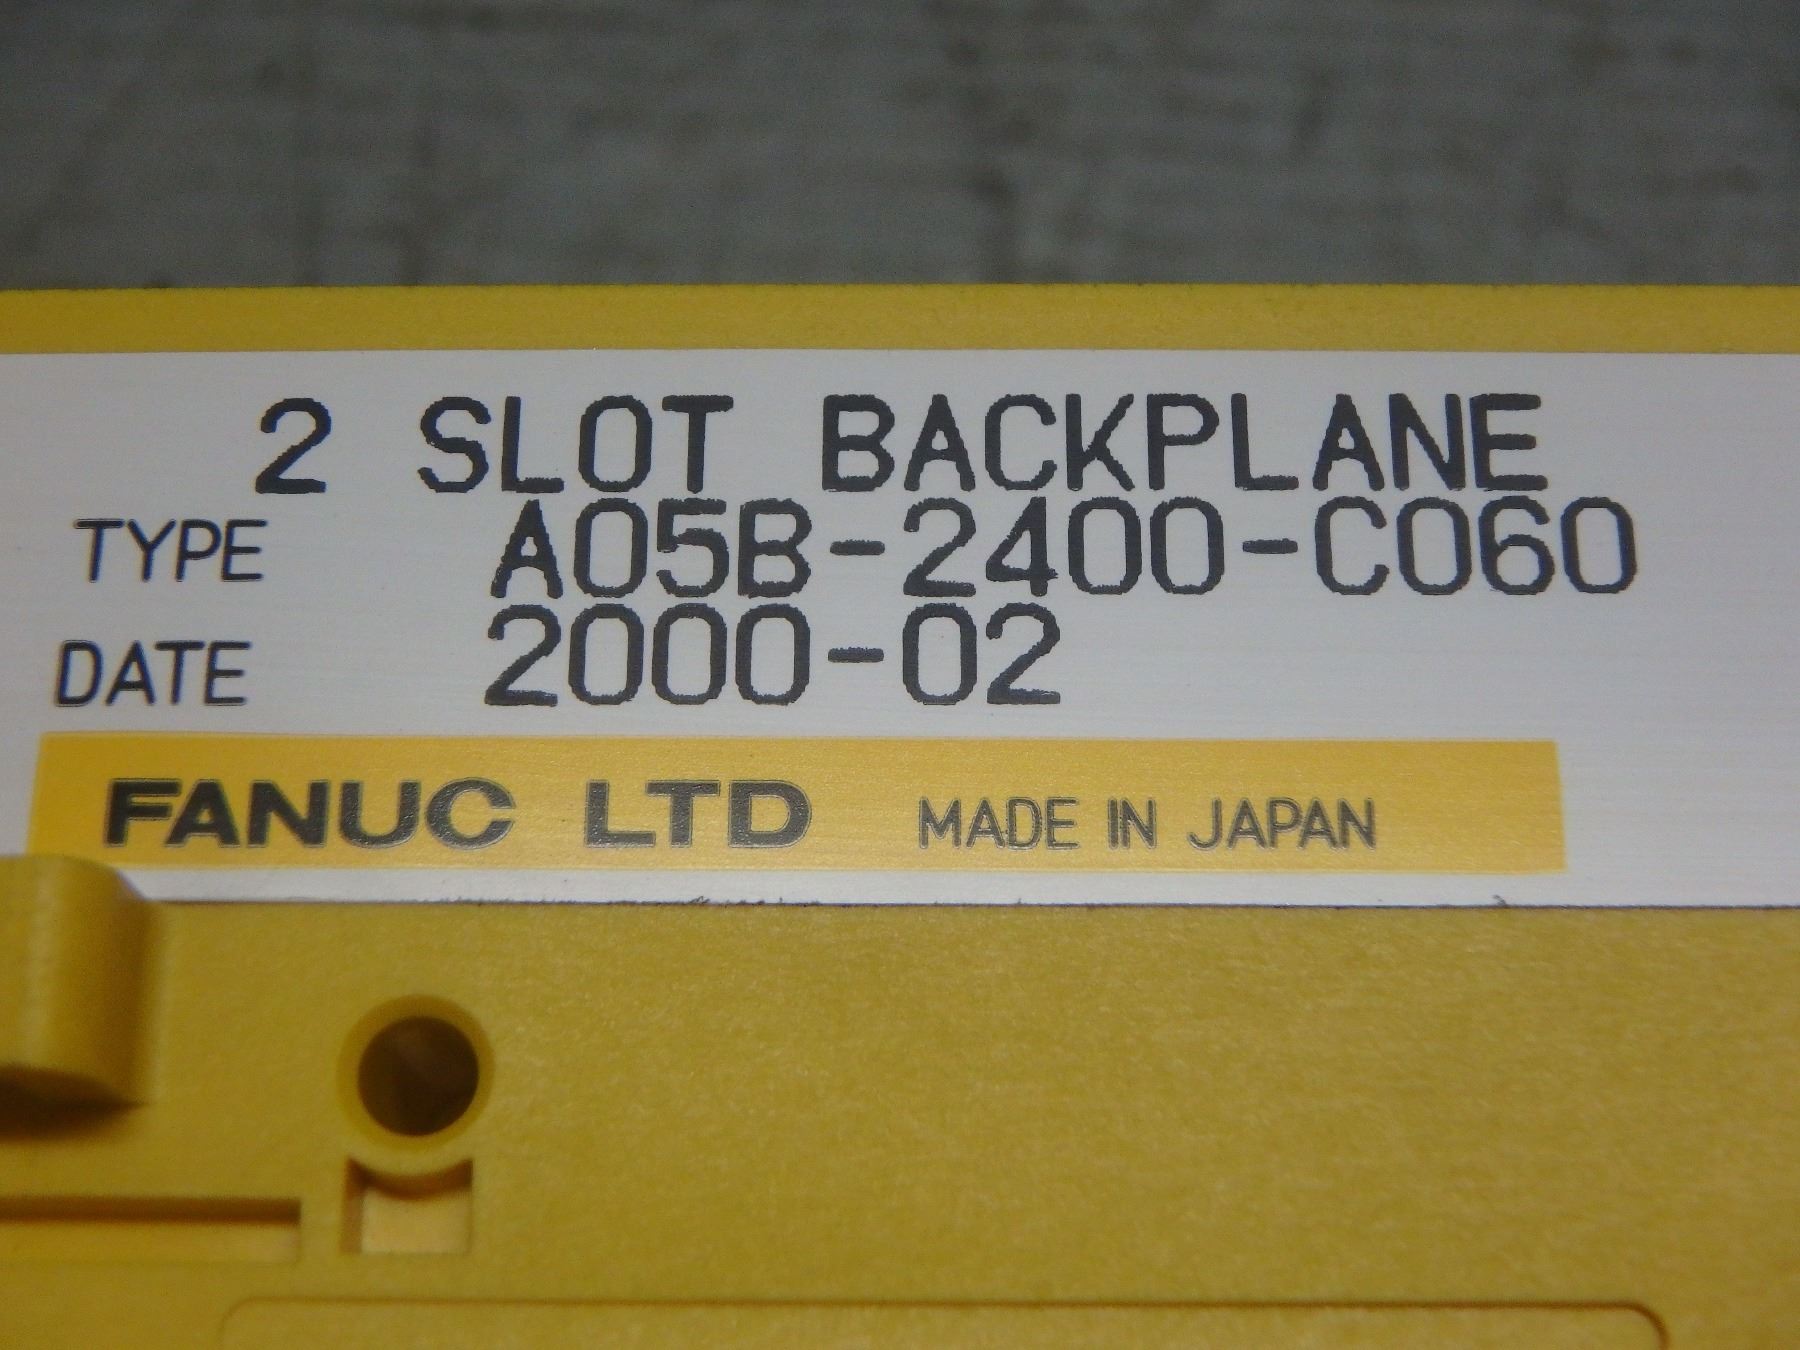 2 SLOT BACKPLANE
TYPE A05B-2400-C060
DATE 2000-02
FANUC LTD MADE IN JAPAN